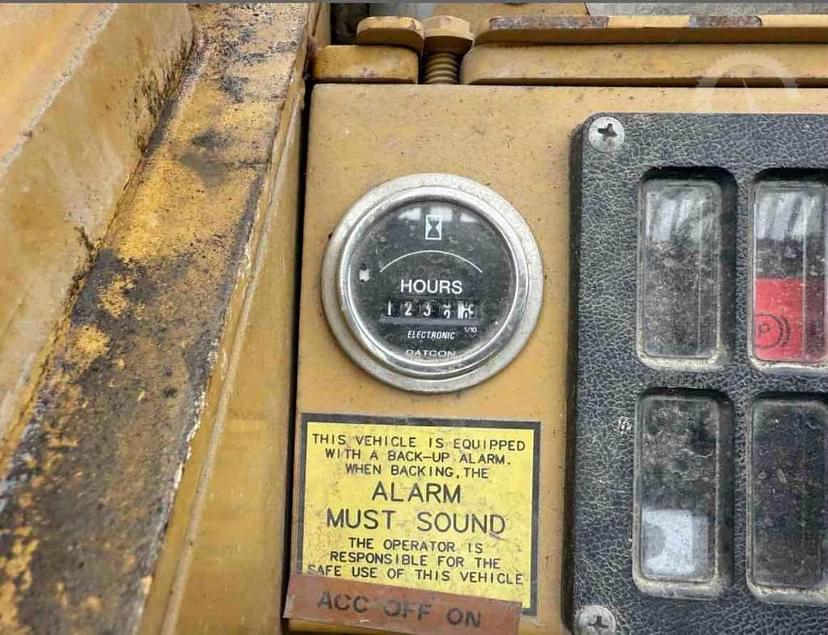 HOURS
ELECTRONIC
1/10
DATCON
THIS VEHICLE IS EQUIPPED
WITH A BACK-UP ALARM.
WHEN BACKING, THE
ALARM
MUST SOUND
THE OPERATOR IS
RESPONSIBLE FOR THE
SAFE USE OF THIS VEHICLE
ACC OFF ON
P